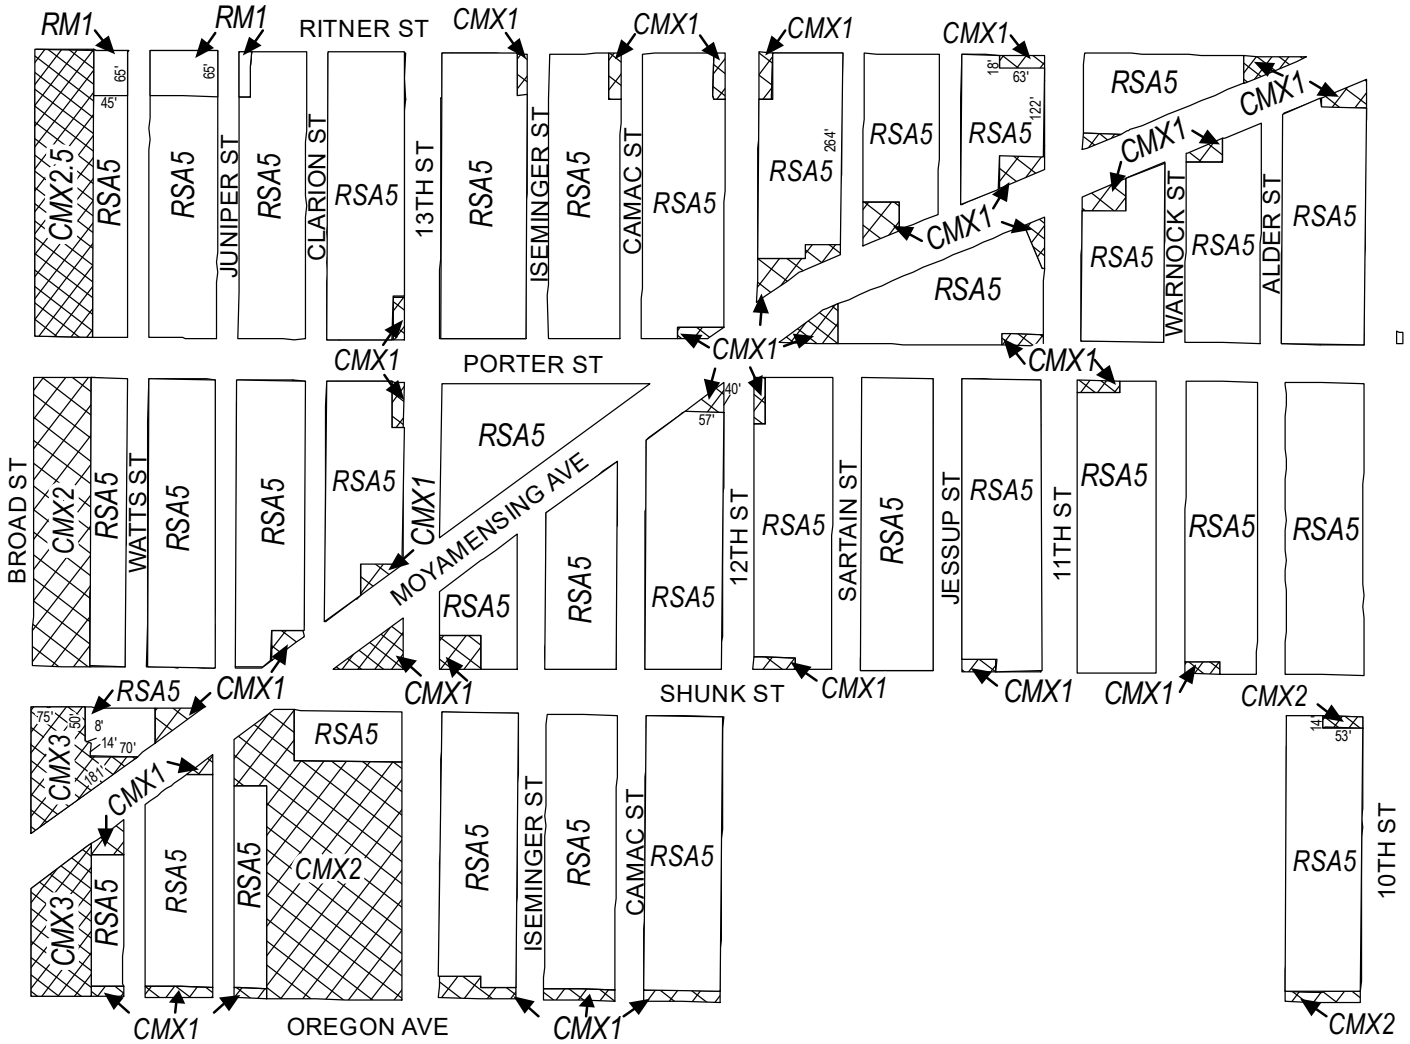 RM1
RM1
RITNER ST
CMX1
CMX1
CMX1
CMX1
65'
65'
18'
63'
45'
122'
264'
CMX2.5
RSA5
RSA5
JUNIPER ST
RSA5
CLARION ST
RSA5
13TH ST
RSA5
ISEMINGER ST
RSA5
CAMAC ST
RSA5
RSA5
RSA5
RSA5
RSA5
CMX1
CMX1
CMX1
RSA5
RSA5
WARNOCK ST
RSA5
ALDER ST
RSA5
CMX1
PORTER ST
CMX1
CMX1
40'
57'
BROAD ST
CMX2
RSA5
WATTS ST
RSA5
RSA5
RSA5
CMX1
RSA5
MOYAMENSING AVE
RSA5
RSA5
RSA5
12TH ST
RSA5
SARTAIN ST
RSA5
JESSUP ST
RSA5
11TH ST
RSA5
RSA5
RSA5
RSA5
CMX1
CMX1
SHUNK ST
CMX1
CMX1
CMX1
CMX2
75'
50'
8'
14'
70'
181'
CMX3
CMX1
RSA5
14'
53'
CMX3
RSA5
RSA5
RSA5
CMX2
RSA5
ISEMINGER ST
RSA5
CAMAC ST
RSA5
RSA5
10TH ST
CMX1
OREGON AVE
CMX1
CMX2